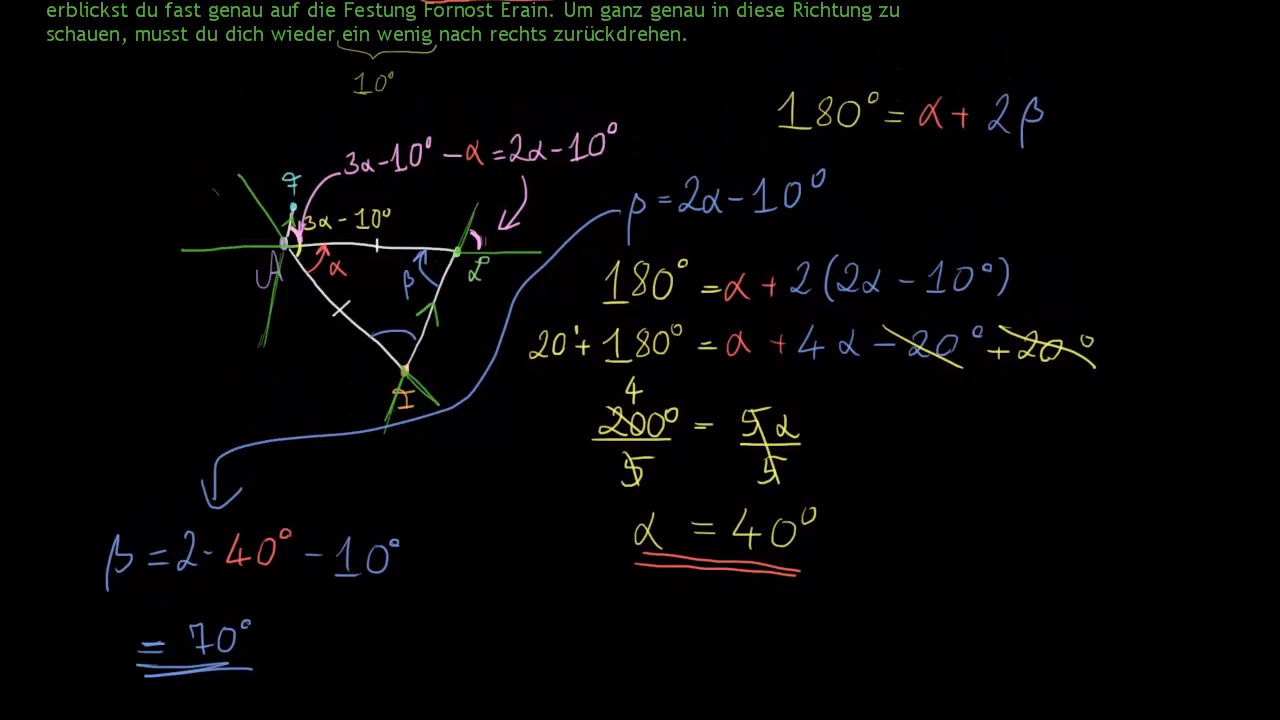 erblickst du fast genau auf die Festung Fornost Erain. Um ganz genau in diese Richtung zu
schauen, musst du dich wieder ein wenig nach rechts zurückdrehen.
10°
180° = α + 2β
3α - 10° - α = 2α - 10°
β = 2α - 10°
3α - 10°
A
α
β
L
I
180° = α + 2(2α - 10°)
20° + 180° = α + 4α - 20° + 20°
4
200° = 5α
5 5
α = 40°
β = 2 · 40° - 10°
= 70°